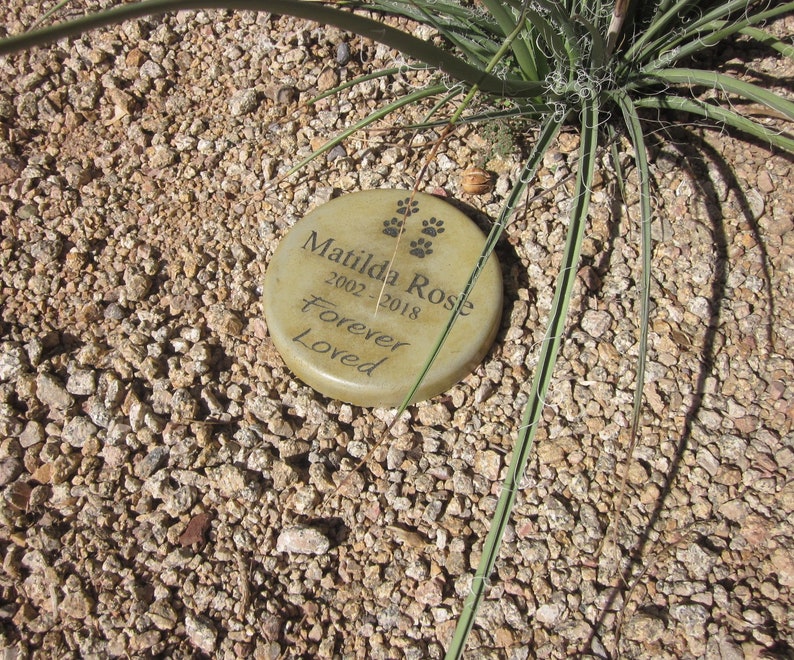 Matilda Rose
2002 - 2018
Forever
Loved